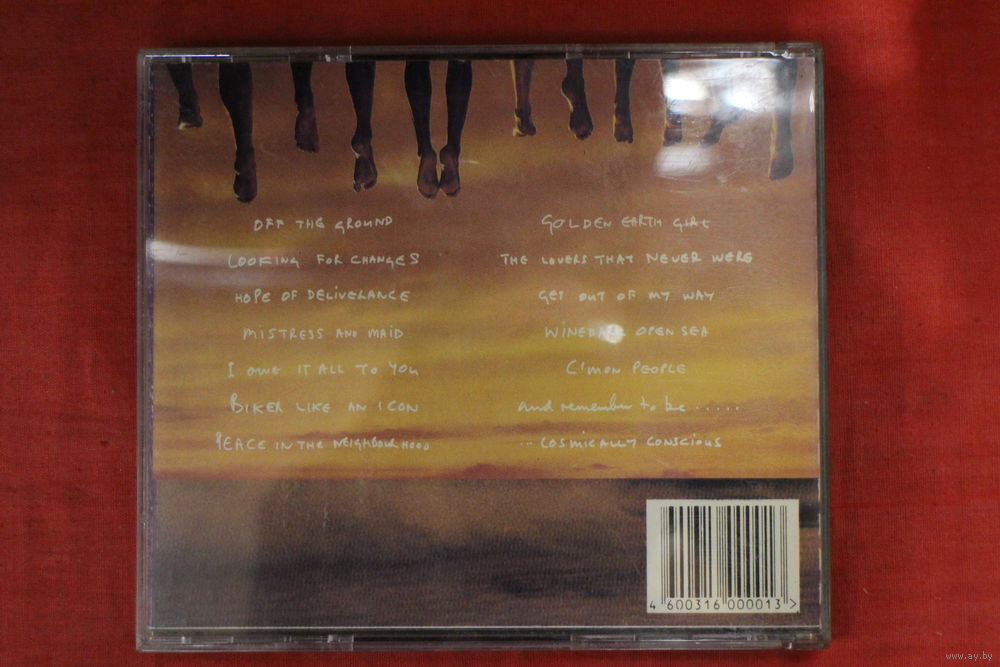 OFF THE GROUND
LOOKING FOR CHANGES
HOPE OF DELIVERANCE
MISTRESS AND MAID
I OWE IT ALL TO YOU
BIKER LIKE AN ICON
PEACE IN THE NEIGHBOURHOOD
GOLDEN EARTH GIRL
THE LOVERS THAT NEVER WERE
GET OUT OF MY WAY
WINEDARK OPEN SEA
C'MON PEOPLE
and remember to be .....
... COSMICALLY CONSCIOUS
4 600316 000013 >
www.ay.by